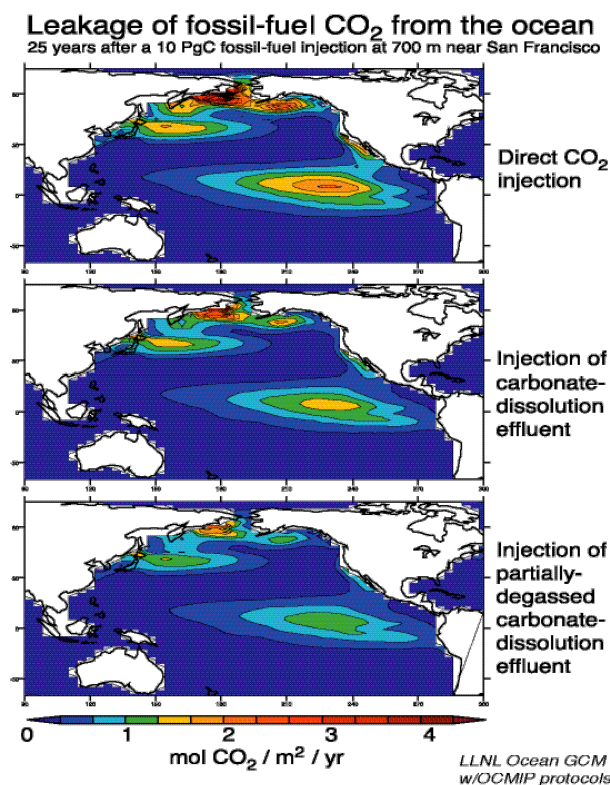 Leakage of fossil-fuel CO₂ from the ocean
25 years after a 10 PgC fossil-fuel injection at 700 m near San Francisco
Direct CO₂
injection
Injection of
carbonate-
dissolution
effluent
Injection of
partially-
degassed
carbonate-
dissolution
effluent
0 1 2 3 4
mol CO₂ / m² / yr
LLNL Ocean GCM
w/OCMIP protocols